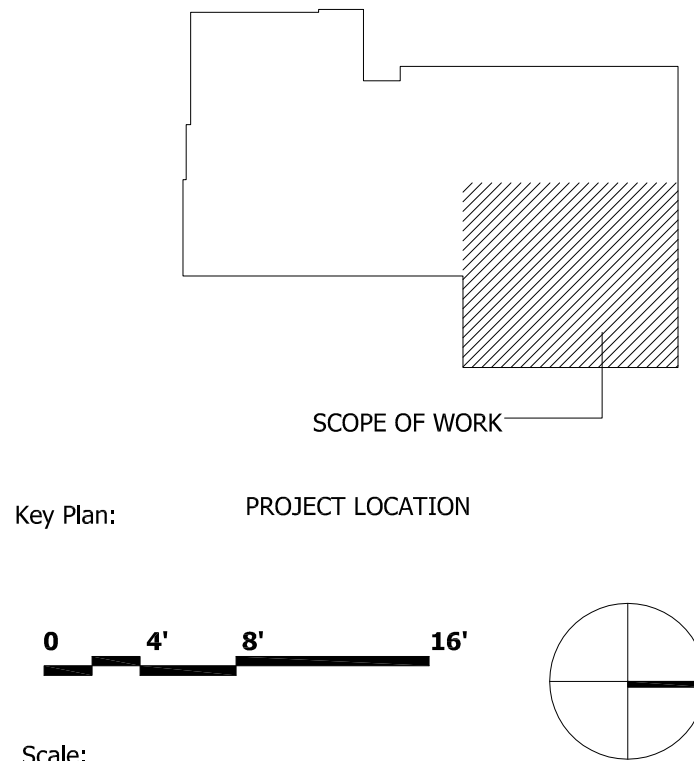 SCOPE OF WORK
PROJECT LOCATION
Key Plan:
0 4' 8' 16'
Scale: